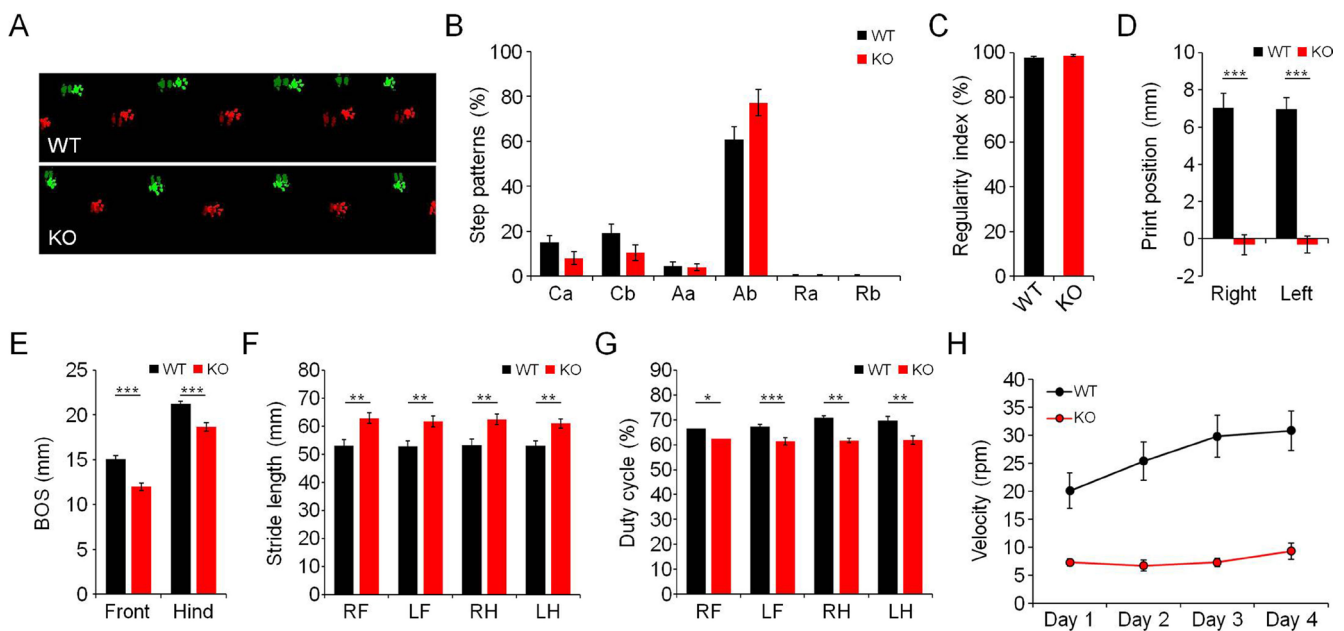 A
WT
KO
B
WT
KO
Step patterns (%)
100
80
60
40
20
0
Ca Cb Aa Ab Ra Rb
C
Regularity index (%)
100
80
60
40
20
0
WT KO
D
WT KO
Print position (mm)
10
8
6
4
2
0
-2
*** ***
Right Left
E
WT KO
BOS (mm)
25
20
15
10
5
0
*** ***
Front Hind
F
WT KO
Stride length (mm)
80
70
60
50
40
30
20
10
0
** ** ** **
RF LF RH LH
G
WT KO
Duty cycle (%)
90
80
70
60
50
40
30
20
10
0
* *** ** **
RF LF RH LH
H
WT
KO
Velocity (rpm)
40
35
30
25
20
15
10
5
0
Day 1 Day 2 Day 3 Day 4